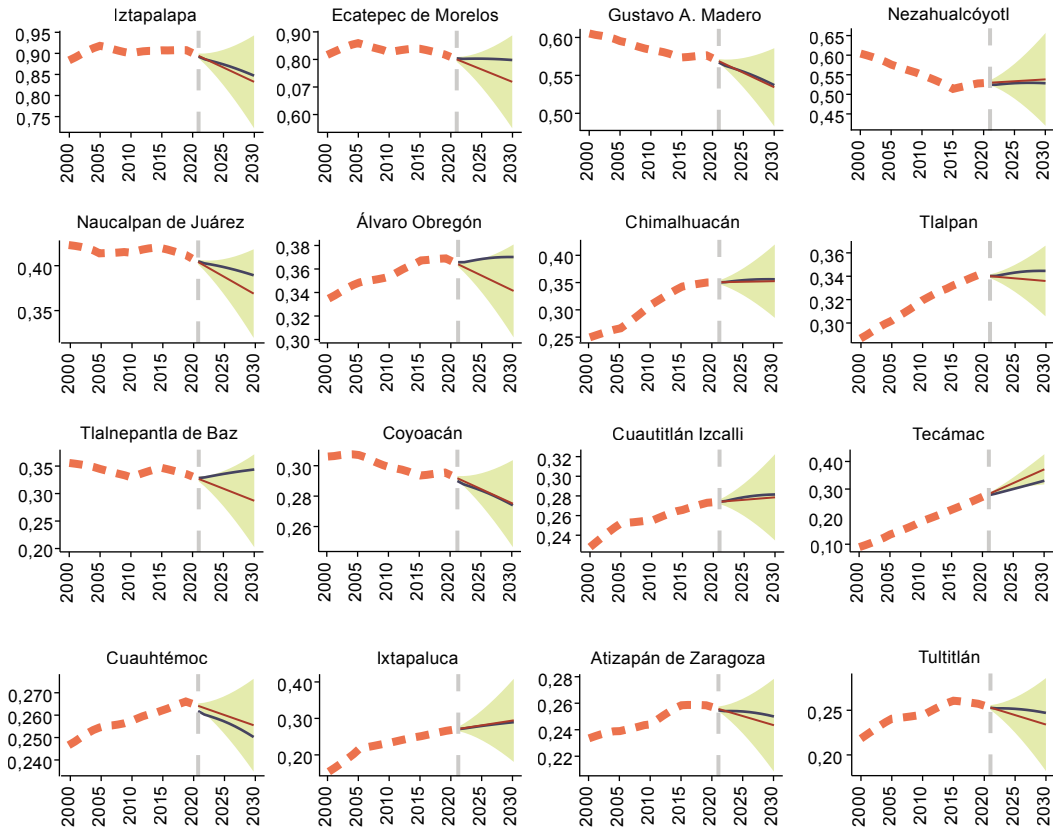 Iztapalapa
0,95
0,90
0,85
0,80
0,75
2000 2005 2010 2015 2020 2025 2030
Ecatepec de Morelos
0,90
0,80
0,70
0,60
2000 2005 2010 2015 2020 2025 2030
Gustavo A. Madero
0,60
0,55
0,50
2000 2005 2010 2015 2020 2025 2030
Nezahualcóyotl
0,65
0,60
0,55
0,50
0,45
2000 2005 2010 2015 2020 2025 2030
Naucalpan de Juárez
0,40
0,35
2000 2005 2010 2015 2020 2025 2030
Álvaro Obregón
0,38
0,36
0,34
0,32
0,30
2000 2005 2010 2015 2020 2025 2030
Chimalhuacán
0,40
0,35
0,30
0,25
2000 2005 2010 2015 2020 2025 2030
Tlalpan
0,36
0,34
0,32
0,30
2000 2005 2010 2015 2020 2025 2030
Tlalnepantla de Baz
0,35
0,30
0,25
0,20
2000 2005 2010 2015 2020 2025 2030
Coyoacán
0,30
0,28
0,26
2000 2005 2010 2015 2020 2025 2030
Cuautitlán Izcalli
0,32
0,30
0,28
0,26
0,24
2000 2005 2010 2015 2020 2025 2030
Tecámac
0,40
0,30
0,20
0,10
2000 2005 2010 2015 2020 2025 2030
Cuauhtémoc
0,270
0,260
0,250
0,240
2000 2005 2010 2015 2020 2025 2030
Ixtapaluca
0,40
0,30
0,20
2000 2005 2010 2015 2020 2025 2030
Atizapán de Zaragoza
0,28
0,26
0,24
0,22
2000 2005 2010 2015 2020 2025 2030
Tultitlán
0,25
0,20
2000 2005 2010 2015 2020 2025 2030